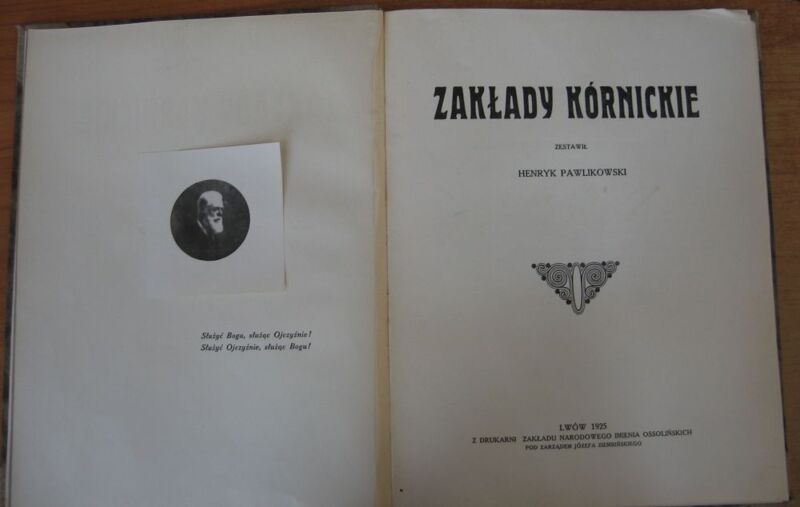 Służyć Bogu, służąc Ojczyźnie!
Służyć Ojczyźnie, służąc Bogu!
ZAKŁADY KÓRNICKIE
ZESTAWIŁ
HENRYK PAWLIKOWSKI
LWÓW 1925
Z DRUKARNI ZAKŁADU NARODOWEGO IMIENIA OSSOLIŃSKICH
POD ZARZĄDEM JÓZEFA ZIEMBIŃSKIEGO